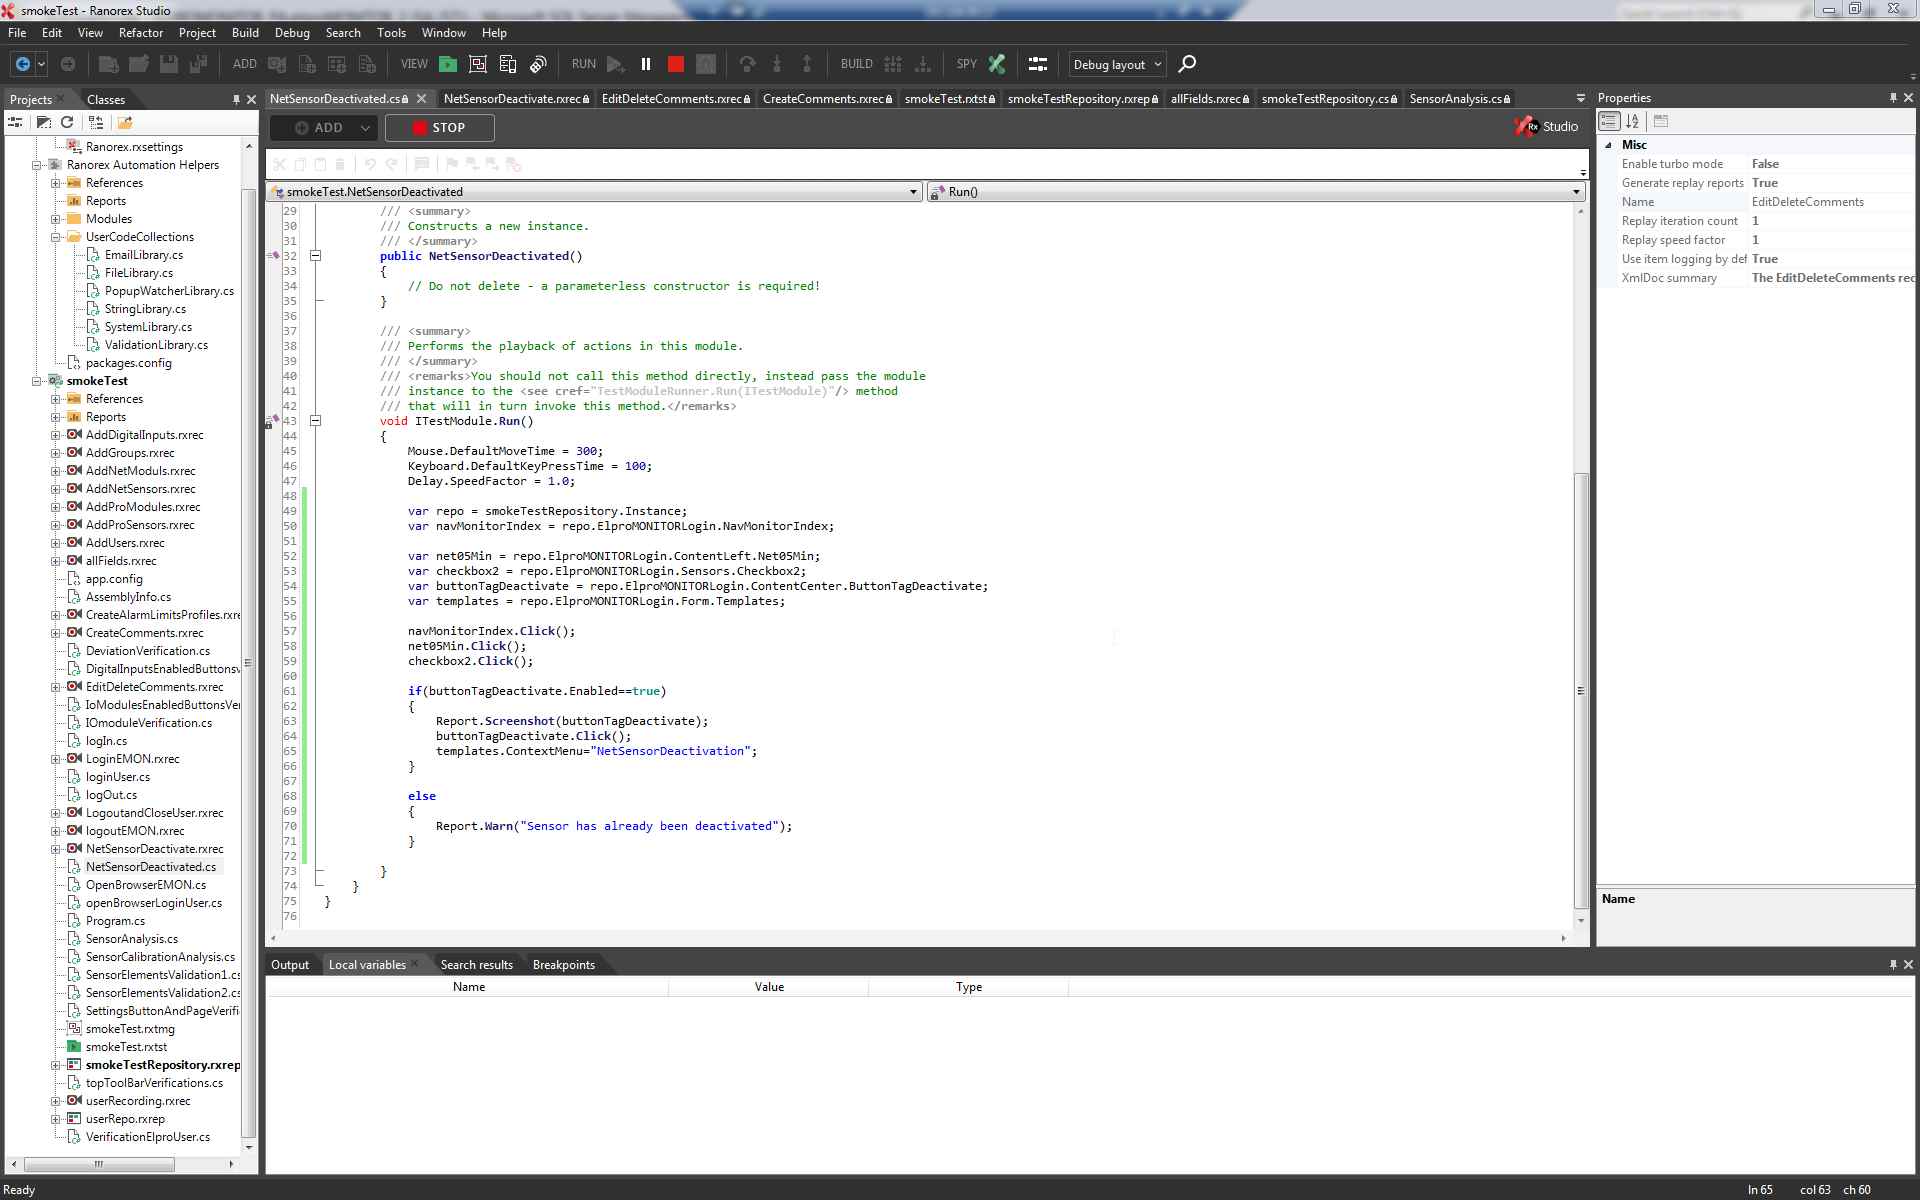 smokeTest - Ranorex Studio
File Edit View Refactor Project Build Debug Search Tools Window Help
ADD VIEW RUN BUILD SPY Debug layout
Projects Classes
NetSensorDeactivated.cs NetSensorDeactivate.rxrec EditDeleteComments.rxrec CreateComments.rxrec smokeTest.rxtst smokeTestRepository.rxrep allFields.rxrec smokeTestRepository.cs SensorAnalysis.cs
ADD STOP
Rx Studio
smokeTest.NetSensorDeactivated Run()
Ranorex.rxsettings
Ranorex Automation Helpers
References
Reports
Modules
UserCodeCollections
EmailLibrary.cs
FileLibrary.cs
PopupWatcherLibrary.cs
StringLibrary.cs
SystemLibrary.cs
ValidationLibrary.cs
packages.config
smokeTest
References
Reports
AddDigitalInputs.rxrec
AddGroups.rxrec
AddNetModuls.rxrec
AddNetSensors.rxrec
AddProModules.rxrec
AddProSensors.rxrec
AddUsers.rxrec
allFields.rxrec
app.config
AssemblyInfo.cs
CreateAlarmLimitsProfiles.rxre
CreateComments.rxrec
DeviationVerification.cs
DigitalInputsEnabledButtonsv
EditDeleteComments.rxrec
IoModulesEnabledButtonsVer
IOmoduleVerification.cs
logIn.cs
LoginEMON.rxrec
loginUser.cs
logOut.cs
LogoutandCloseUser.rxrec
logoutEMON.rxrec
NetSensorDeactivate.rxrec
NetSensorDeactivated.cs
OpenBrowserEMON.cs
openBrowserLoginUser.cs
Program.cs
SensorAnalysis.cs
SensorCalibrationAnalysis.cs
SensorElementsValidation1.cs
SensorElementsValidation2.cs
SettingsButtonAndPageVerifi
smokeTest.rxtmg
smokeTest.rxtst
smokeTestRepository.rxrep
topToolBarVerifications.cs
userRecording.rxrec
userRepo.rxrep
VerificationElproUser.cs
29 /// <summary>
30 /// Constructs a new instance.
31 /// </summary>
32 public NetSensorDeactivated()
33 {
34 // Do not delete - a parameterless constructor is required!
35 }
36
37 /// <summary>
38 /// Performs the playback of actions in this module.
39 /// </summary>
40 /// <remarks>You should not call this method directly, instead pass the module
41 /// instance to the <see cref="TestModuleRunner.Run(ITestModule)"/> method
42 /// that will in turn invoke this method.</remarks>
43 void ITestModule.Run()
44 {
45 Mouse.DefaultMoveTime = 300;
46 Keyboard.DefaultKeyPressTime = 100;
47 Delay.SpeedFactor = 1.0;
48
49 var repo = smokeTestRepository.Instance;
50 var navMonitorIndex = repo.ElproMONITORLogin.NavMonitorIndex;
51
52 var net05Min = repo.ElproMONITORLogin.ContentLeft.Net05Min;
53 var checkbox2 = repo.ElproMONITORLogin.Sensors.Checkbox2;
54 var buttonTagDeactivate = repo.ElproMONITORLogin.ContentCenter.ButtonTagDeactivate;
55 var templates = repo.ElproMONITORLogin.Form.Templates;
56
57 navMonitorIndex.Click();
58 net05Min.Click();
59 checkbox2.Click();
60
61 if(buttonTagDeactivate.Enabled==true)
62 {
63 Report.Screenshot(buttonTagDeactivate);
64 buttonTagDeactivate.Click();
65 templates.ContextMenu="NetSensorDeactivation";
66 }
67
68 else
69 {
70 Report.Warn("Sensor has already been deactivated");
71 }
72
73 }
74 }
75 }
76
Properties
Misc
Enable turbo mode False
Generate replay reports True
Name EditDeleteComments
Replay iteration count 1
Replay speed factor 1
Use item logging by def True
XmlDoc summary The EditDeleteComments rec
Name
Output Local variables Search results Breakpoints
Name Value Type
Ready ln 65 col 63 ch 60